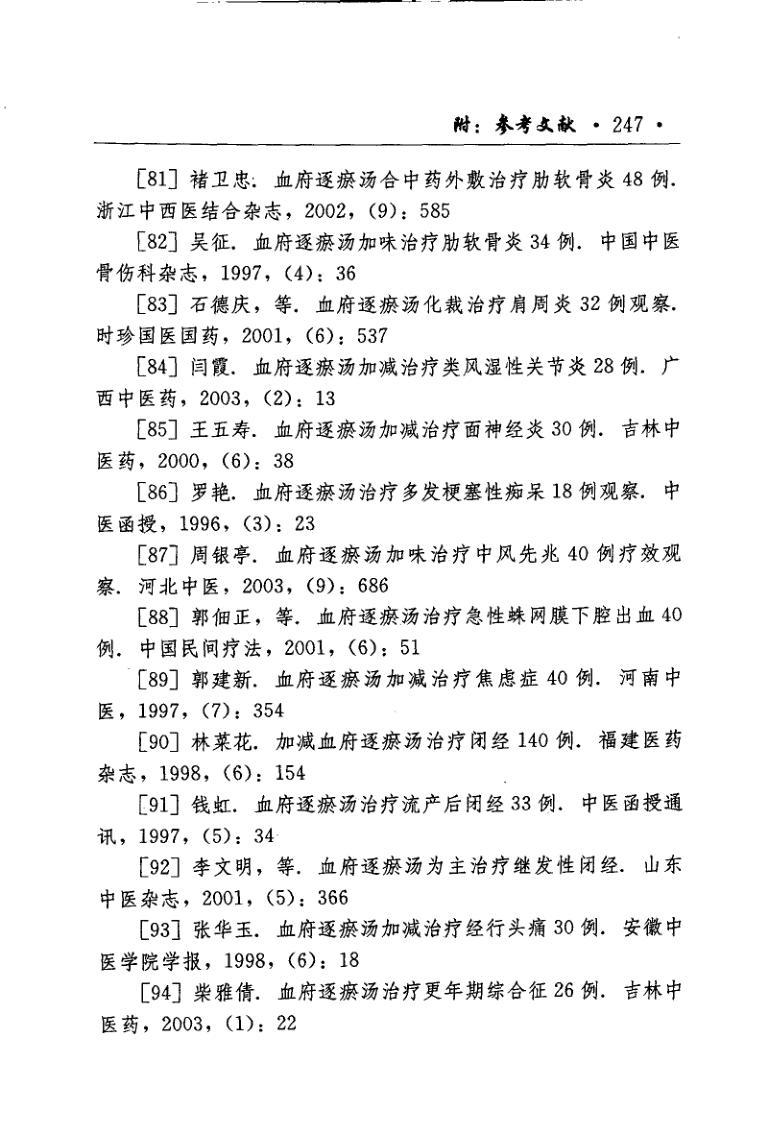 附：参考文献 · 247 ·
[81] 褚卫忠. 血府逐瘀汤合中药外敷治疗肋软骨炎 48 例.
浙江中西医结合杂志，2002，（9）：585
[82] 吴征. 血府逐瘀汤加味治疗肋软骨炎 34 例. 中国中医
骨伤科杂志，1997，（4）：36
[83] 石德庆，等. 血府逐瘀汤化裁治疗肩周炎 32 例观察.
时珍国医国药，2001，（6）：537
[84] 闫霞. 血府逐瘀汤加减治疗类风湿性关节炎 28 例. 广
西中医药，2003，（2）：13
[85] 王五寿. 血府逐瘀汤加减治疗面神经炎 30 例. 吉林中
医药，2000，（6）：38
[86] 罗艳. 血府逐瘀汤治疗多发梗塞性痴呆 18 例观察. 中
医函授，1996，（3）：23
[87] 周银亭. 血府逐瘀汤加味治疗中风先兆 40 例疗效观
察. 河北中医，2003，（9）：686
[88] 郭佃正，等. 血府逐瘀汤治疗急性蛛网膜下腔出血 40
例. 中国民间疗法，2001，（6）：51
[89] 郭建新. 血府逐瘀汤加减治疗焦虑症 40 例. 河南中
医，1997，（7）：354
[90] 林菜花. 加减血府逐瘀汤治疗闭经 140 例. 福建医药
杂志，1998，（6）：154
[91] 钱虹. 血府逐瘀汤治疗流产后闭经 33 例. 中医函授通
讯，1997，（5）：34
[92] 李文明，等. 血府逐瘀汤为主治疗继发性闭经. 山东
中医杂志，2001，（5）：366
[93] 张华玉. 血府逐瘀汤加减治疗经行头痛 30 例. 安徽中
医学院学报，1998，（6）：18
[94] 柴雅倩. 血府逐瘀汤治疗更年期综合征 26 例. 吉林中
医药，2003，（1）：22